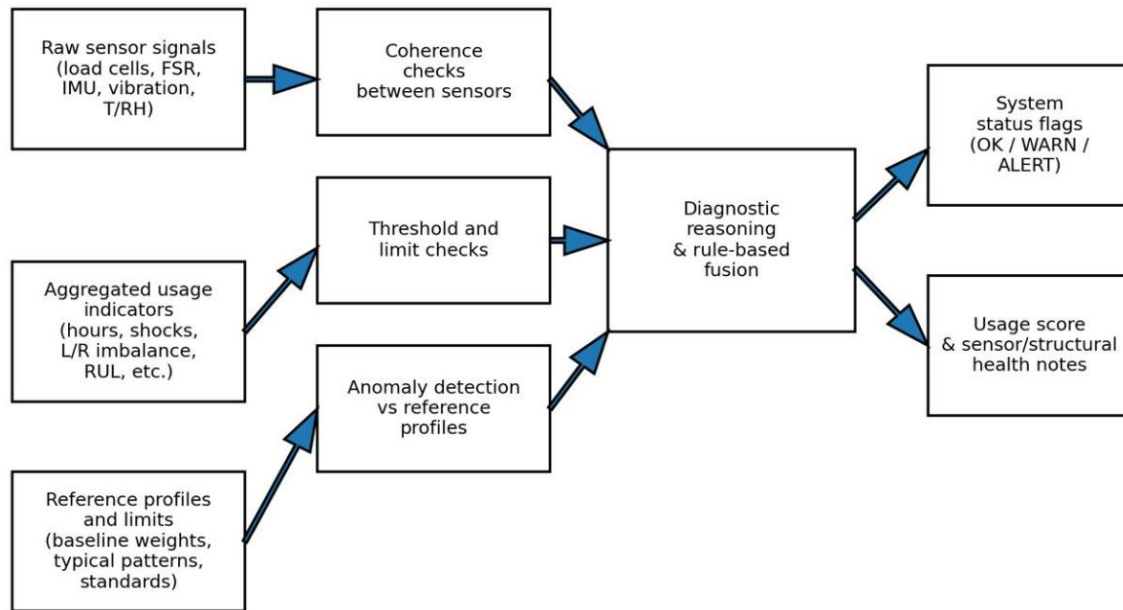 Raw sensor signals
(load cells, FSR,
IMU, vibration,
T/RH)
Coherence
checks
between sensors
System
status flags
(OK / WARN /
ALERT)
Threshold and
limit checks
Diagnostic
reasoning
& rule-based
fusion
Aggregated usage
indicators
(hours, shocks,
L/R imbalance,
RUL, etc.)
Usage score
& sensor/structural
health notes
Anomaly detection
vs reference
profiles
Reference profiles
and limits
(baseline weights,
typical patterns,
standards)